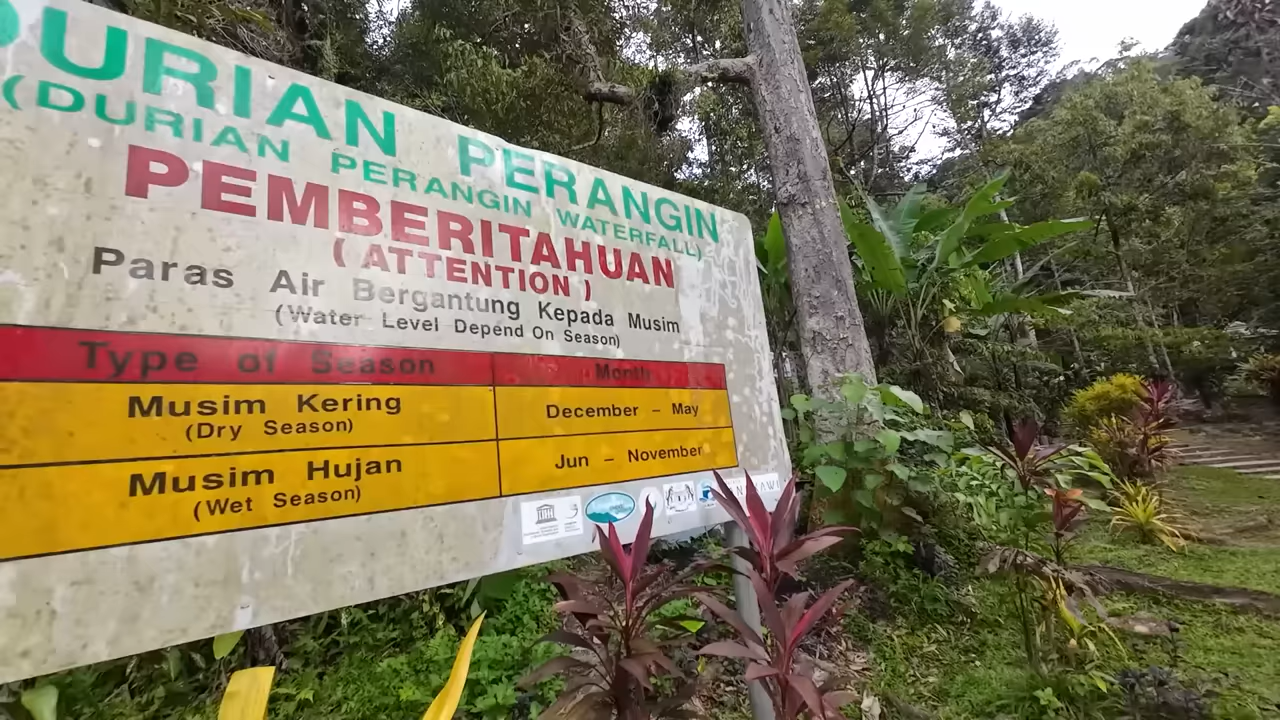 URIAN PERANGIN
(DURIAN PERANGIN WATERFALL)
PEMBERITAHUAN
( ATTENTION )
Paras Air Bergantung Kepada Musim
(Water Level Depend On Season)
Type of Season Month
Musim Kering
(Dry Season)
December – May
Musim Hujan
(Wet Season)
Jun – November